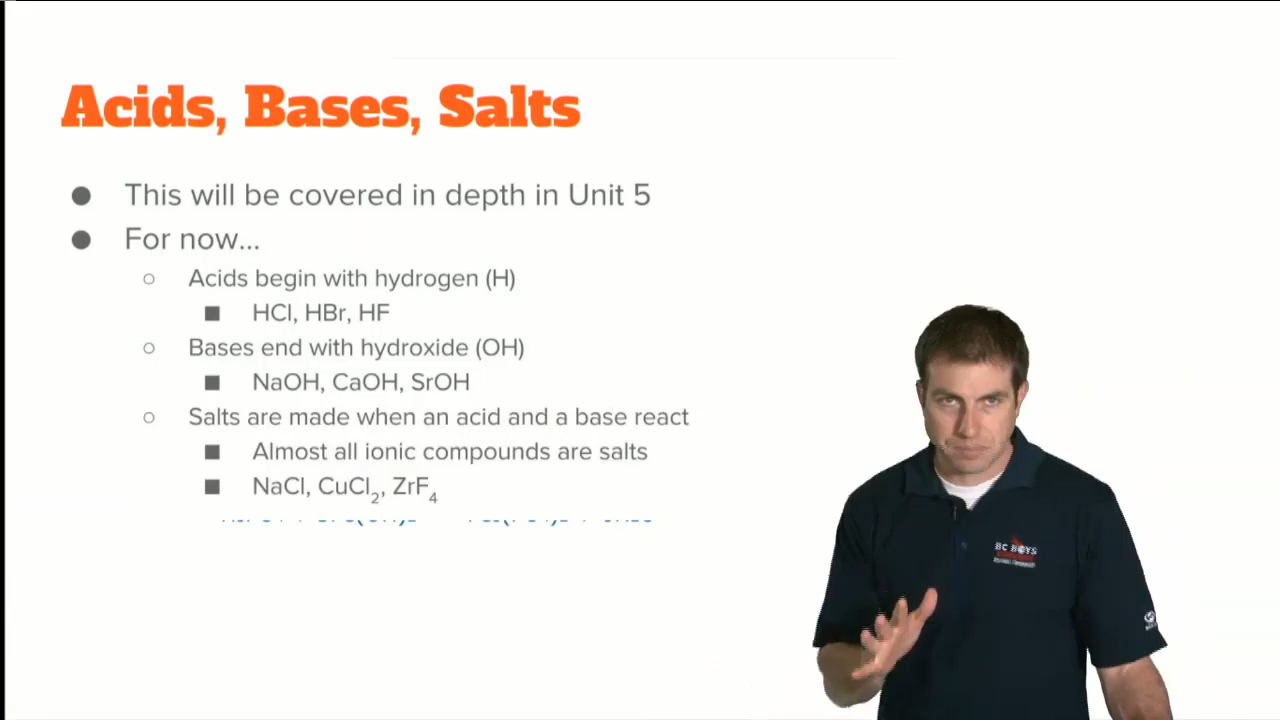 Acids, Bases, Salts
● This will be covered in depth in Unit 5
● For now...
○ Acids begin with hydrogen (H)
■ HCl, HBr, HF
○ Bases end with hydroxide (OH)
■ NaOH, CaOH, SrOH
○ Salts are made when an acid and a base react
■ Almost all ionic compounds are salts
■ NaCl, CuCl₂, ZrF₄
BC BOYS